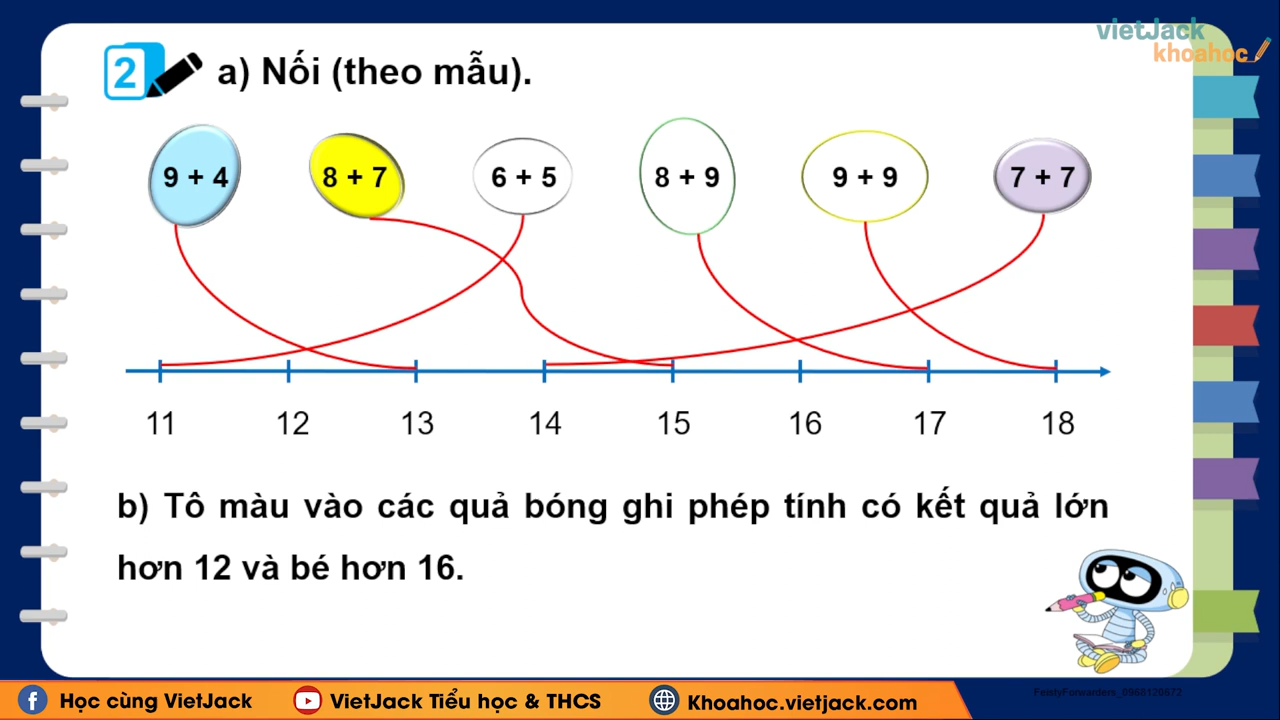 vietJack
khoahoc
2 a) Nối (theo mẫu).
9 + 4 8 + 7 6 + 5 8 + 9 9 + 9 7 + 7
11 12 13 14 15 16 17 18
b) Tô màu vào các quả bóng ghi phép tính có kết quả lớn
hơn 12 và bé hơn 16.
Học cùng VietJack VietJack Tiểu học & THCS Khoahoc.vietjack.com
FeistyForwarders_0968120672